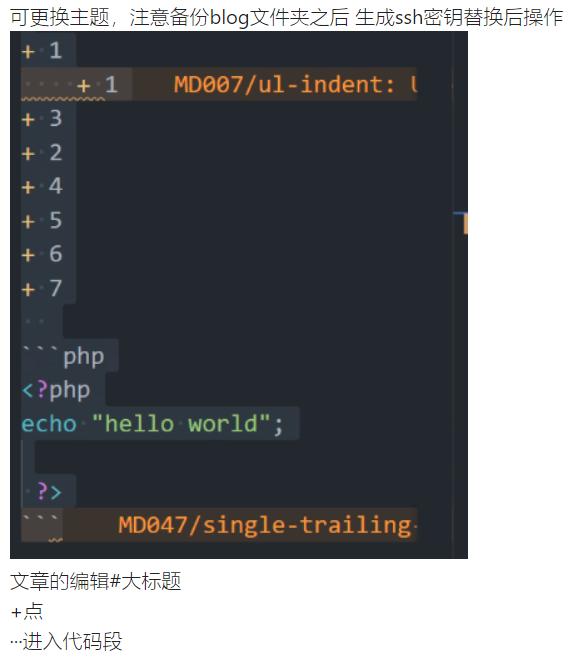 可更换主题，注意备份blog文件夹之后 生成ssh密钥替换后操作
+ 1
+ 1 MD007/ul-indent:
+ 3
+ 2
+ 4
+ 5
+ 6
+ 7
```php
<?php
echo "hello world";
?>
``` MD047/single-trailing-
文章的编辑#大标题
+点
···进入代码段